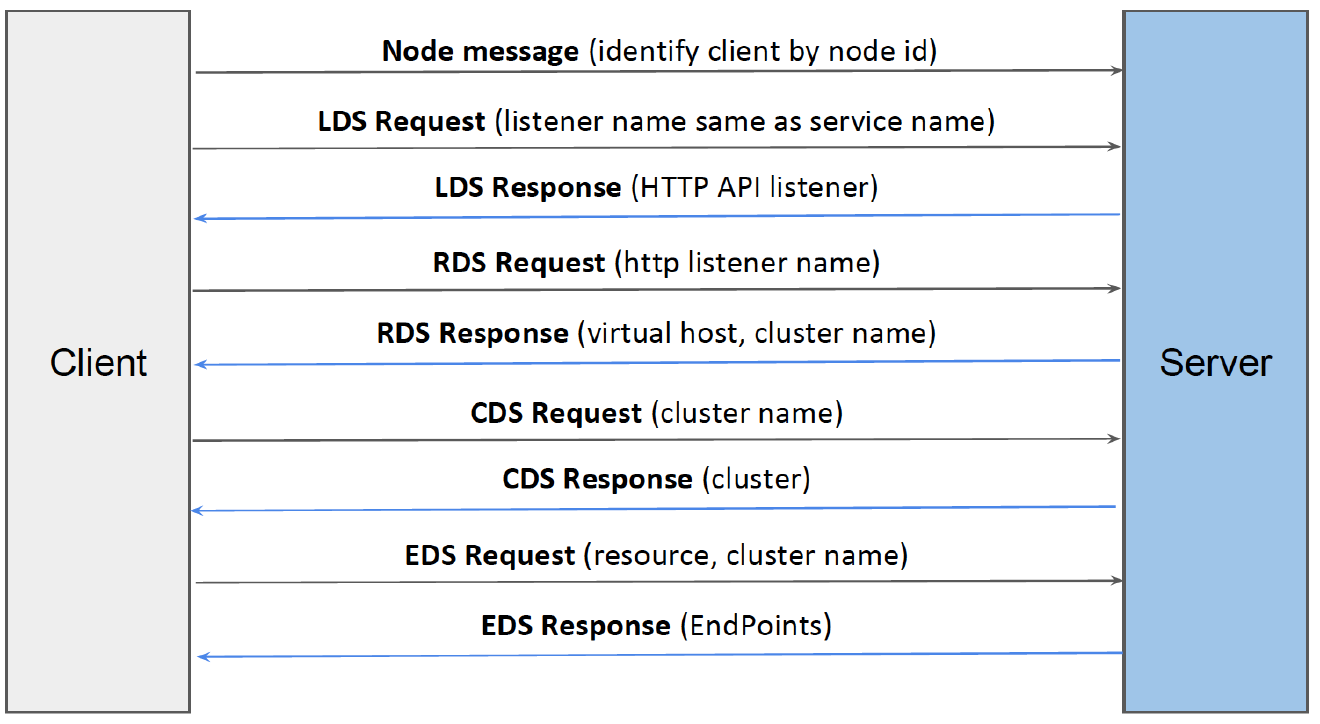 Node message (identify client by node id)
LDS Request (listener name same as service name)
LDS Response (HTTP API listener)
RDS Request (http listener name)
RDS Response (virtual host, cluster name)
Client
Server
CDS Request (cluster name)
CDS Response (cluster)
EDS Request (resource, cluster name)
EDS Response (EndPoints)